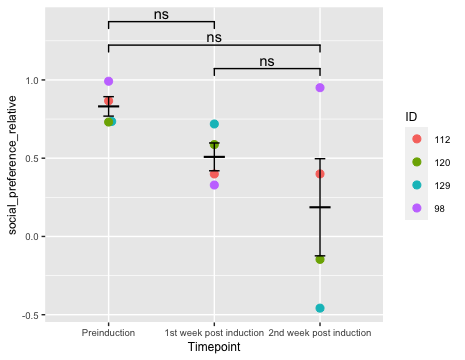 ns
ns
ns
social_preference_relative
1.0
0.5
0.0
-0.5
Preinduction 1st week post induction 2nd week post induction
Timepoint
ID
112
120
129
98